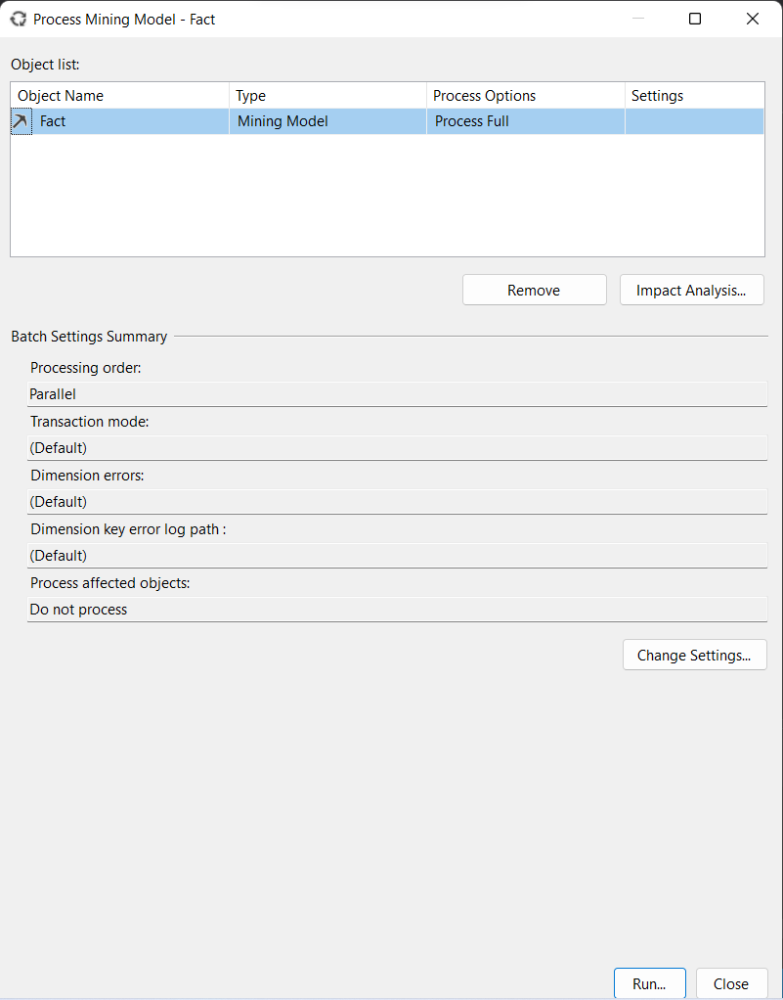 Process Mining Model - Fact
Object list:
Object Name Type Process Options Settings
Fact Mining Model Process Full
Remove Impact Analysis...
Batch Settings Summary
Processing order:
Parallel
Transaction mode:
(Default)
Dimension errors:
(Default)
Dimension key error log path :
(Default)
Process affected objects:
Do not process
Change Settings...
Run... Close